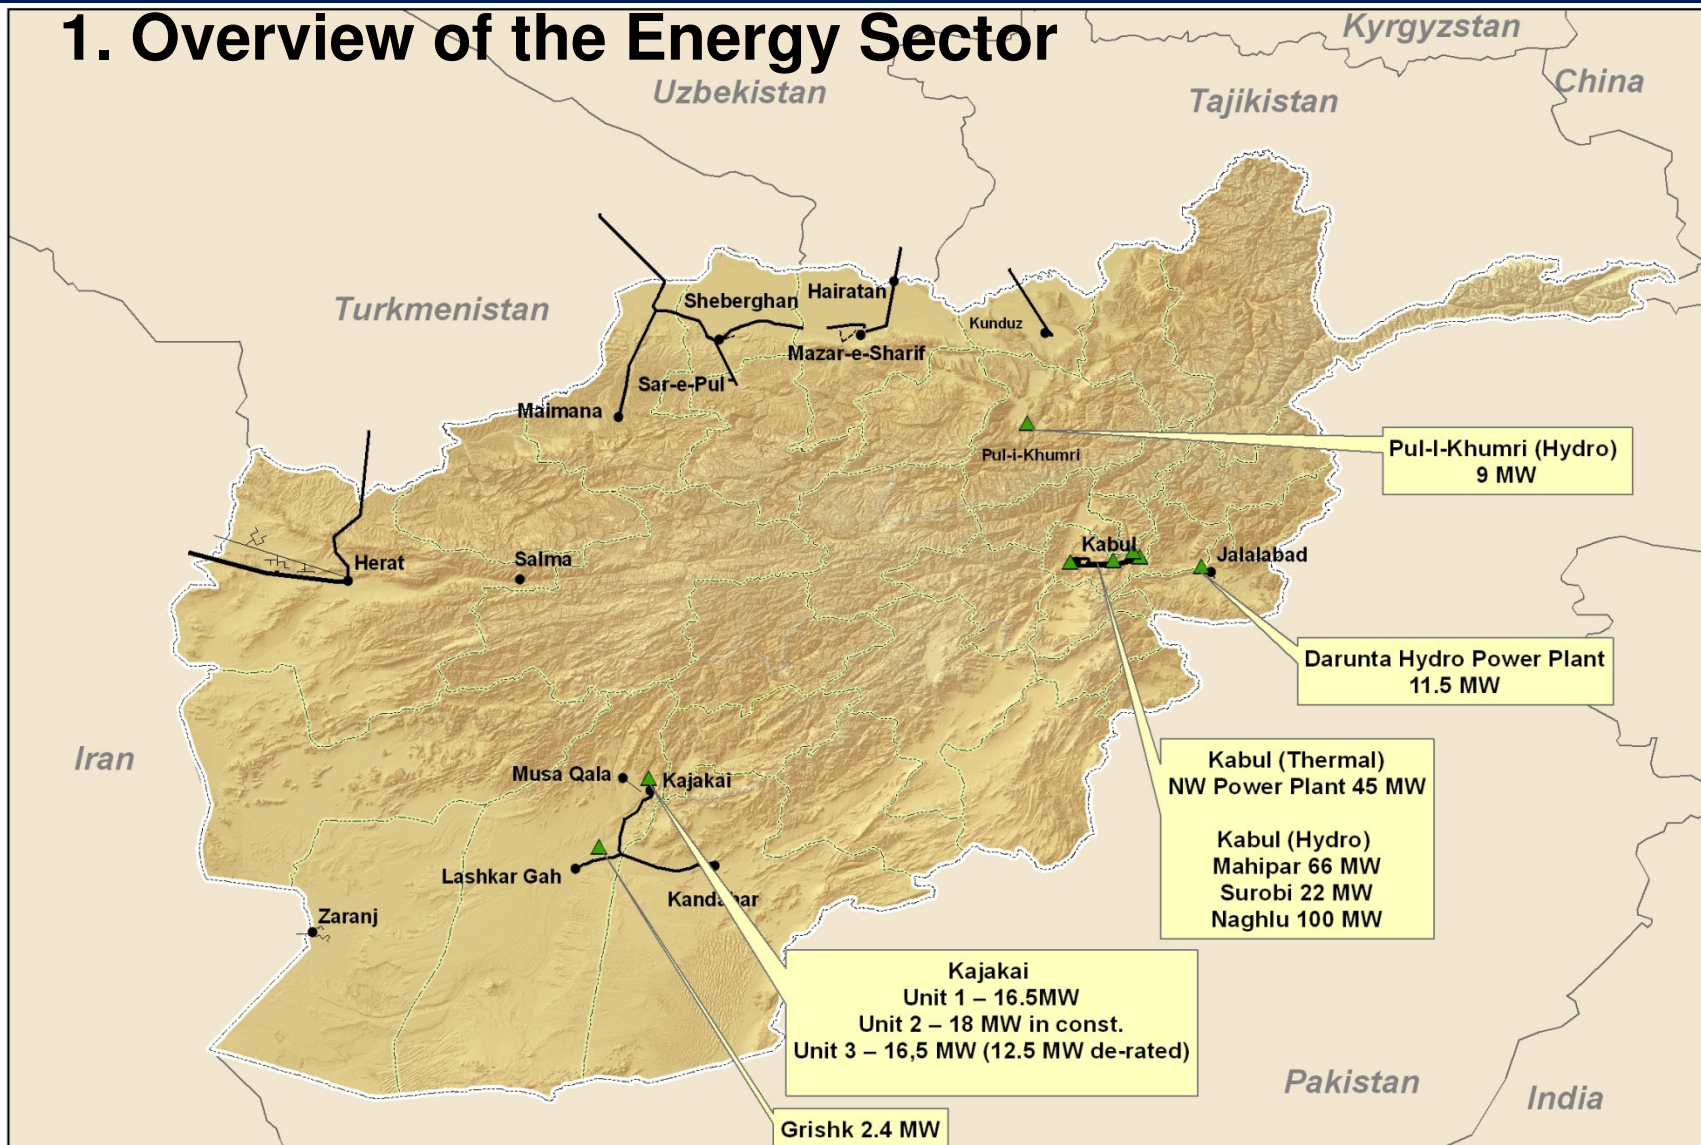 1. Overview of the Energy Sector
Kyrgyzstan
Uzbekistan
Tajikistan
China
Turkmenistan
Sheberghan
Hairatan
Kunduz
Mazar-e-Sharif
Sar-e-Pul
Maimana
Pul-i-Khumri
Pul-I-Khumri (Hydro)
9 MW
Herat
Salma
Kabul
Jalalabad
Darunta Hydro Power Plant
11.5 MW
Iran
Musa Qala
Kajakai
Kabul (Thermal)
NW Power Plant 45 MW
Kabul (Hydro)
Mahipar 66 MW
Surobi 22 MW
Naghlu 100 MW
Lashkar Gah
Kandahar
Zaranj
Kajakai
Unit 1 – 16.5MW
Unit 2 – 18 MW in const.
Unit 3 – 16,5 MW (12.5 MW de-rated)
Pakistan
India
Grishk 2.4 MW